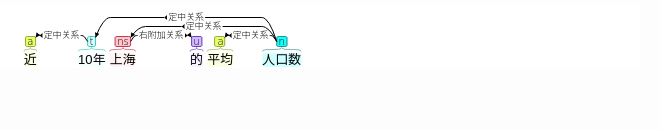 定中关系
定中关系
定中关系 右附加关系 定中关系
a t ns u a n
近 10年 上海 的 平均 人口数